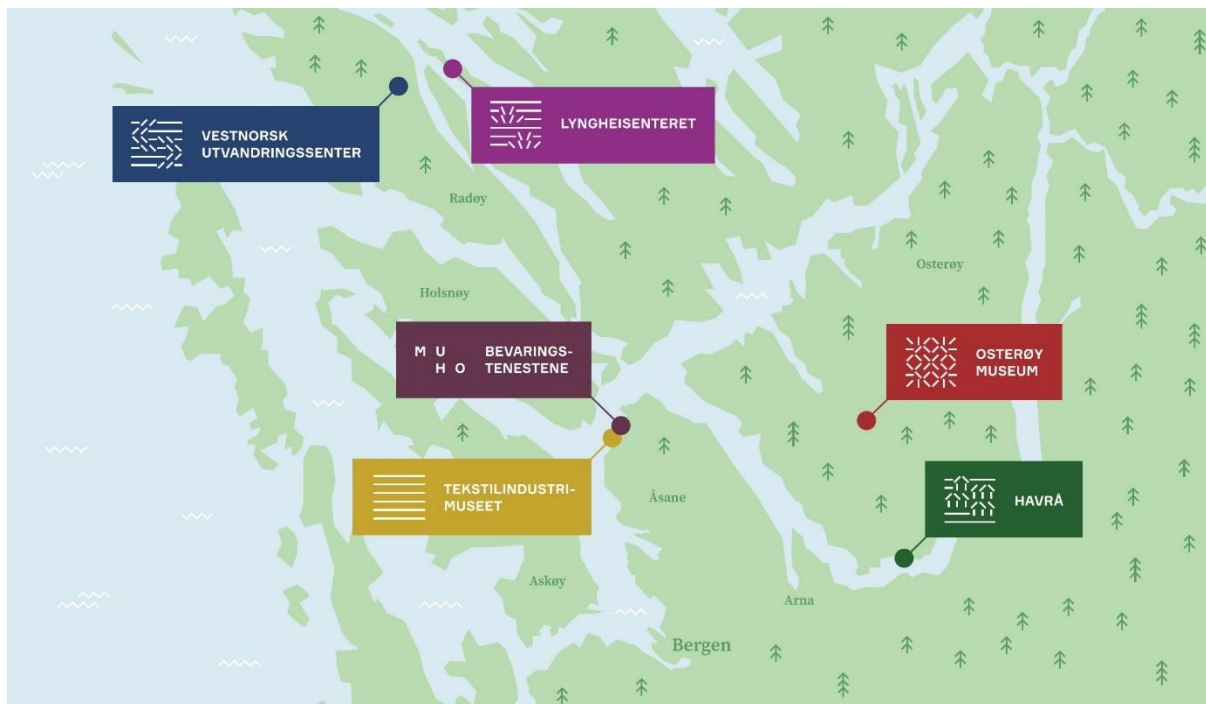 VESTNORSK
UTVANDRINGSSENTER
LYNGHEISENTERET
Radøy
Osterøy
Holsnøy
M U
H O
BEVARINGS-
TENESTENE
OSTERØY
MUSEUM
TEKSTILINDUSTRI-
MUSEET
Åsane
HAVRÅ
Askøy
Arna
Bergen